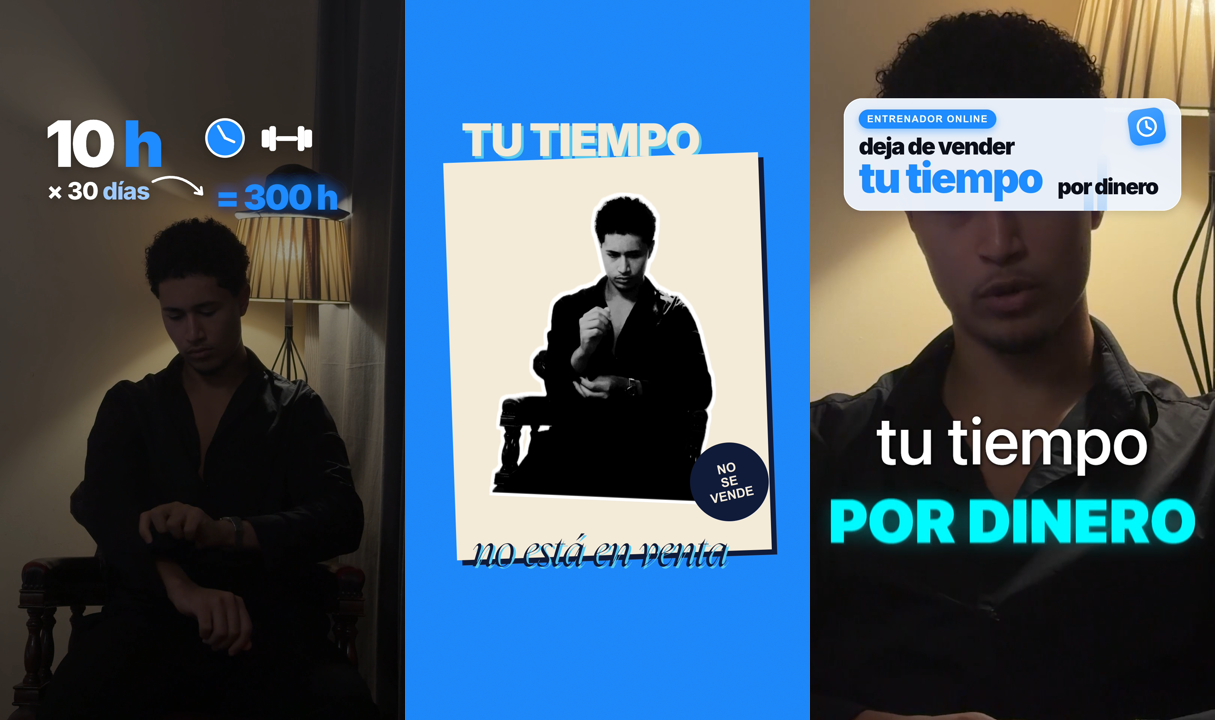 10 h
× 30 días
= 300 h
TU TIEMPO
NO
SE
VENDE
no está en venta
ENTRENADOR ONLINE
deja de vender
tu tiempo por dinero
tu tiempo
POR DINERO